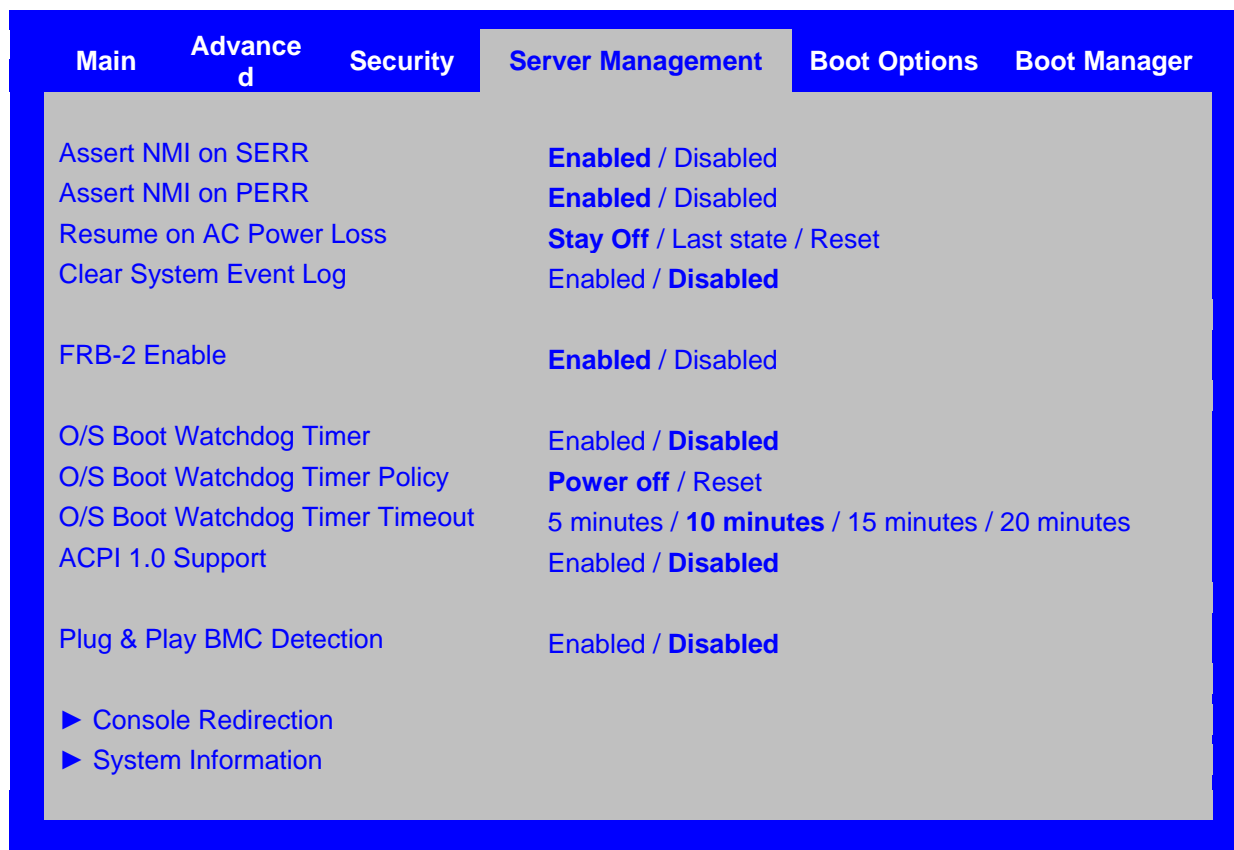 Main Advance
d Security Server Management Boot Options Boot Manager
Assert NMI on SERR Enabled / Disabled
Assert NMI on PERR Enabled / Disabled
Resume on AC Power Loss Stay Off / Last state / Reset
Clear System Event Log Enabled / Disabled
FRB-2 Enable Enabled / Disabled
O/S Boot Watchdog Timer Enabled / Disabled
O/S Boot Watchdog Timer Policy Power off / Reset
O/S Boot Watchdog Timer Timeout 5 minutes / 10 minutes / 15 minutes / 20 minutes
ACPI 1.0 Support Enabled / Disabled
Plug & Play BMC Detection Enabled / Disabled
► Console Redirection
► System Information